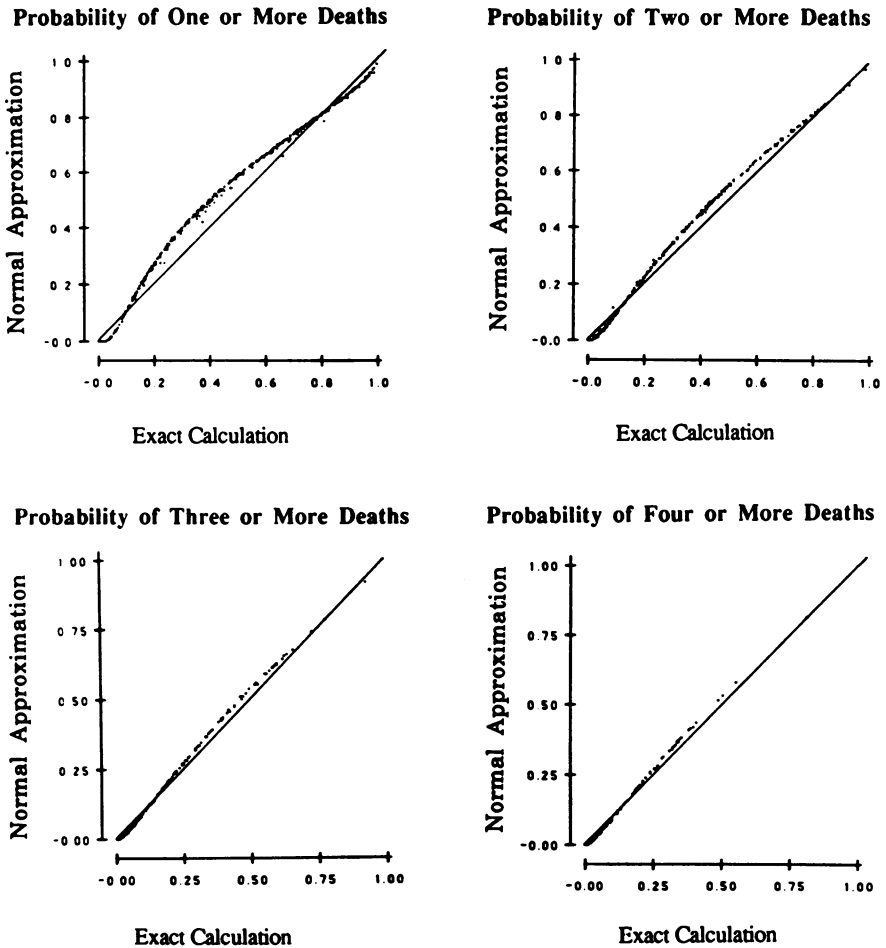 Probability of One or More Deaths
Normal Approximation
1 0
0 8
0 6
0 4
0 2
-0 0
-0.0 0.2 0.4 0.6 0.8 1.0
Exact Calculation
Probability of Two or More Deaths
Normal Approximation
1 0
0.8
0.6
0.4
0.2
-0.0
-0.0 0.2 0.4 0.6 0.8 1.0
Exact Calculation
Probability of Three or More Deaths
Normal Approximation
1 00
0 75
0 50
0 25
-0 00
-0 00 0.25 0.50 0.75 1.00
Exact Calculation
Probability of Four or More Deaths
Normal Approximation
1.00
0.75
0.50
0.25
-0.00
-0.00 0.25 0.50 0.75 1.00
Exact Calculation